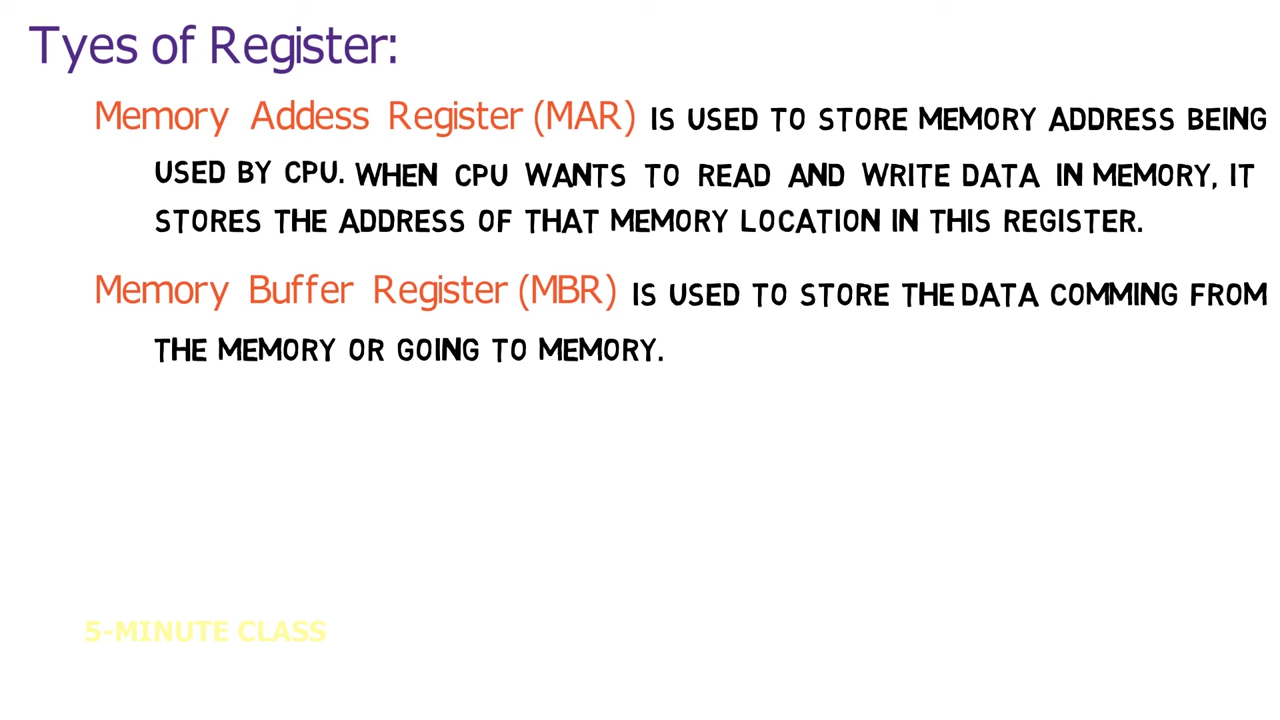 Tyes of Register:
Memory Addess Register (MAR) IS USED TO STORE MEMORY ADDRESS BEING
USED BY CPU. WHEN CPU WANTS TO READ AND WRITE DATA IN MEMORY, IT
STORES THE ADDRESS OF THAT MEMORY LOCATION IN THIS REGISTER.
Memory Buffer Register (MBR) IS USED TO STORE THE DATA COMMING FROM
THE MEMORY OR GOING TO MEMORY.
5-MINUTE CLASS